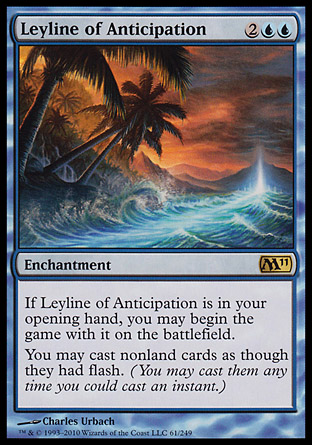 Leyline of Anticipation 2
Enchantment M11
If Leyline of Anticipation is in your
opening hand, you may begin the
game with it on the battlefield.
You may cast nonland cards as though
they had flash. (You may cast them any
time you could cast an instant.)
Charles Urbach
™ & © 1993-2010 Wizards of the Coast LLC 61/249